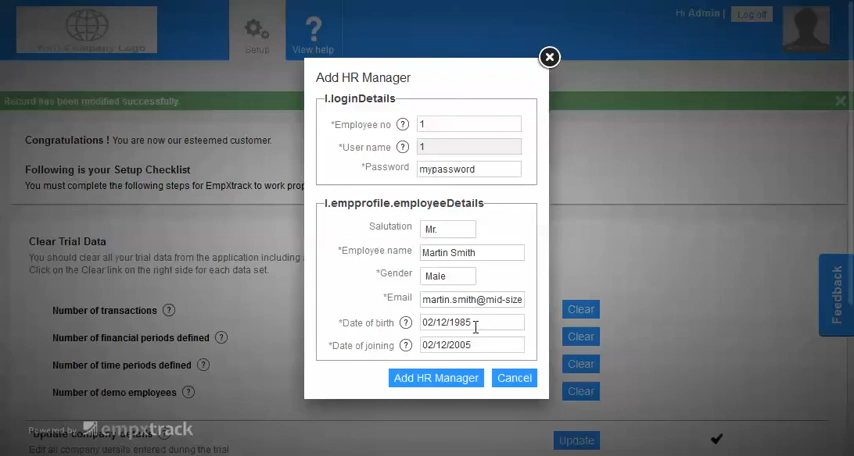 Your Company Logo
Setup
View help
Hi Admin |
Log off
Record has been modified successfully.
Congratulations ! You are now our esteemed customer.
Following is your Setup Checklist
You must complete the following steps for EmpXtrack to work prop
Clear Trial Data
You should clear all your trial data from the application including
Click on the Clear link on the right side for each data set.
Number of transactions ?
Clear
Number of financial periods defined ?
Clear
Number of time periods defined ?
Clear
Number of demo employees ?
Clear
Powered by empxtrack
*Update company details
Update
Edit all company details entered during the trial
Feedback
Add HR Manager
l.loginDetails
*Employee no ? 1
*User name ? 1
*Password mypassword
l.empprofile.employeeDetails
Salutation Mr.
*Employee name Martin Smith
*Gender Male
*Email martin.smith@mid-size
*Date of birth ? 02/12/1985
*Date of joining ? 02/12/2005
Add HR Manager Cancel